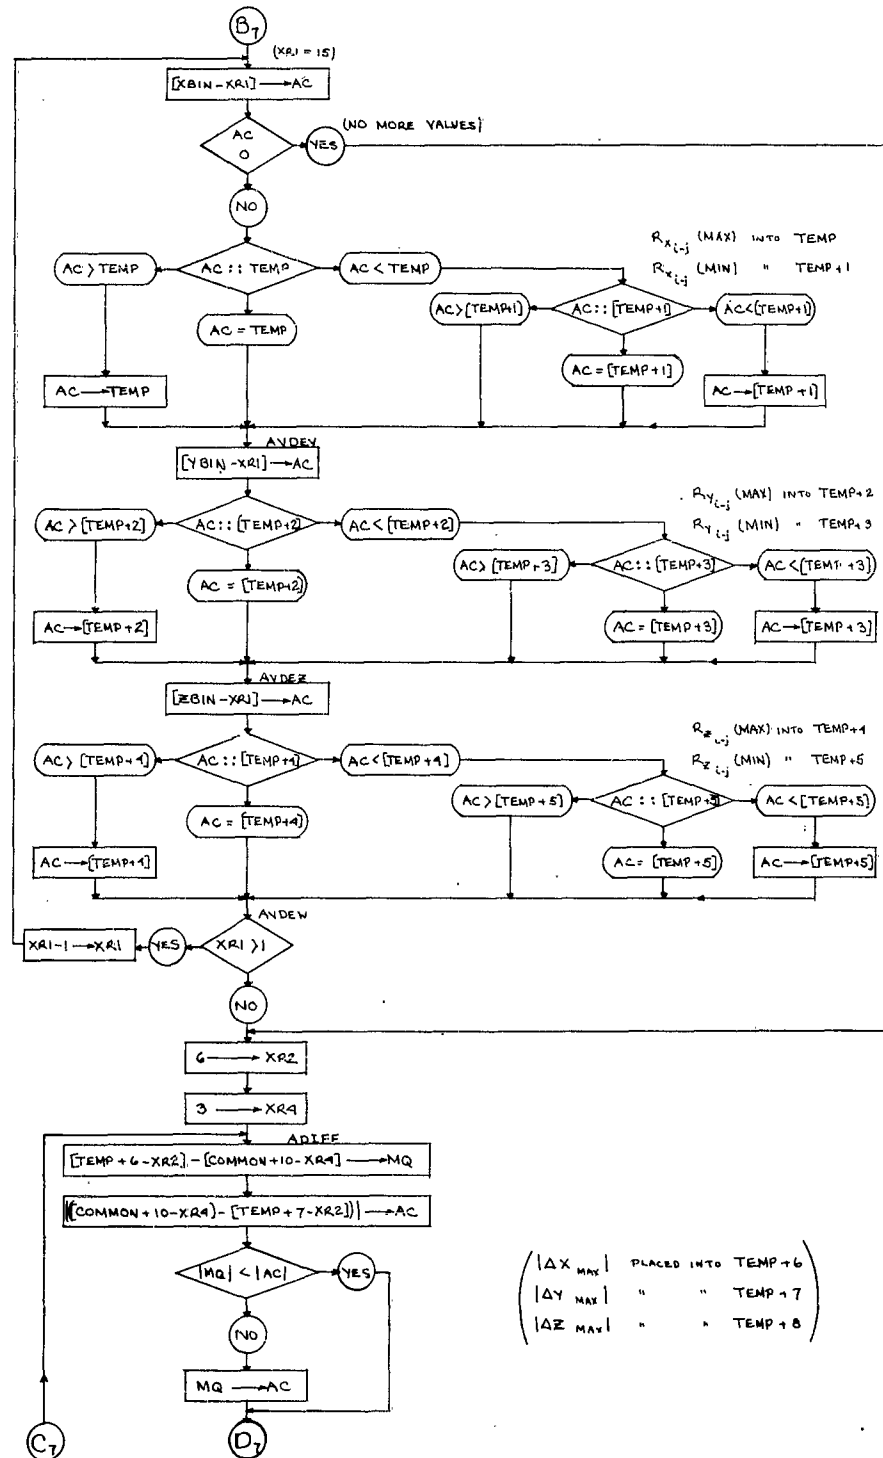 B7
(XR1 = 15)
[XBIN-XR1] → AC
AC
0
YES
(NO MORE VALUES)
NO
R X i-j (MAX) INTO TEMP
R X i-j (MIN) " TEMP+1
AC > TEMP
AC :: TEMP
AC < TEMP
AC > [TEMP+1]
AC :: [TEMP+1]
AC < [TEMP+1]
AC = TEMP
AC = [TEMP+1]
AC → TEMP
AC → [TEMP+1]
AVDEY
[YBIN-XR1] → AC
R Y i-j (MAX) INTO TEMP+2
R Y i-j (MIN) " TEMP+3
AC > [TEMP+2]
AC :: [TEMP+2]
AC < [TEMP+2]
AC > [TEMP+3]
AC :: [TEMP+3]
AC < [TEMP+3]
AC = [TEMP+2]
AC = [TEMP+3]
AC → [TEMP+2]
AC → [TEMP+3]
AVDEZ
[ZBIN-XR1] → AC
R Z i-j (MAX) INTO TEMP+4
R Z i-j (MIN) " TEMP+5
AC > [TEMP+4]
AC :: [TEMP+4]
AC < [TEMP+4]
AC > [TEMP+5]
AC :: [TEMP+5]
AC < [TEMP+5]
AC = [TEMP+4]
AC = [TEMP+5]
AC → [TEMP+4]
AC → [TEMP+5]
AVDEW
XR1-1 → XR1
YES
XR1 > 1
NO
6 → XR2
3 → XR4
ADIFF
[TEMP+6-XR2] - [COMMON+10-XR4] → MQ
|([COMMON+10-XR4) - [TEMP+7-XR2])| → AC
|MQ| < |AC|
YES
NO
MQ → AC
|ΔX MAX| PLACED INTO TEMP+6
|ΔY MAX| " " TEMP+7
|ΔZ MAX| " " TEMP+8
C7
D7